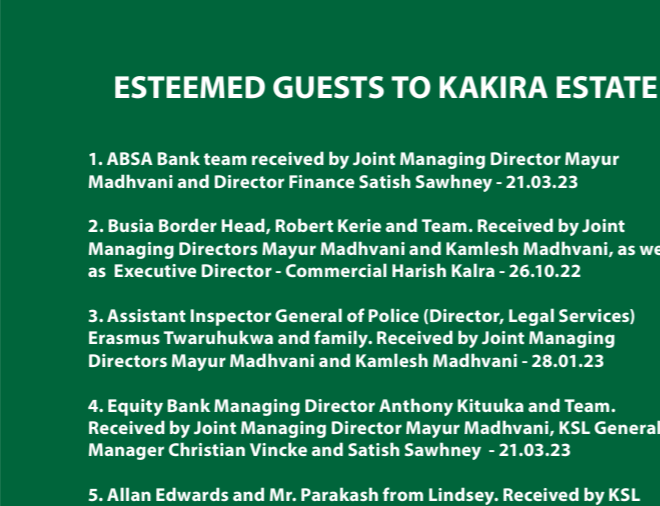 ESTEEMED GUESTS TO KAKIRA ESTATE
1. ABSA Bank team received by Joint Managing Director Mayur
Madhvani and Director Finance Satish Sawhney - 21.03.23
2. Busia Border Head, Robert Kerie and Team. Received by Joint
Managing Directors Mayur Madhvani and Kamlesh Madhvani, as we
as  Executive Director - Commercial Harish Kalra - 26.10.22
3. Assistant Inspector General of Police (Director, Legal Services)
Erasmus Twaruhukwa and family. Received by Joint Managing
Directors Mayur Madhvani and Kamlesh Madhvani - 28.01.23
4. Equity Bank Managing Director Anthony Kituuka and Team.
Received by Joint Managing Director Mayur Madhvani, KSL General
Manager Christian Vincke and Satish Sawhney  - 21.03.23
5. Allan Edwards and Mr. Parakash from Lindsey. Received by KSL